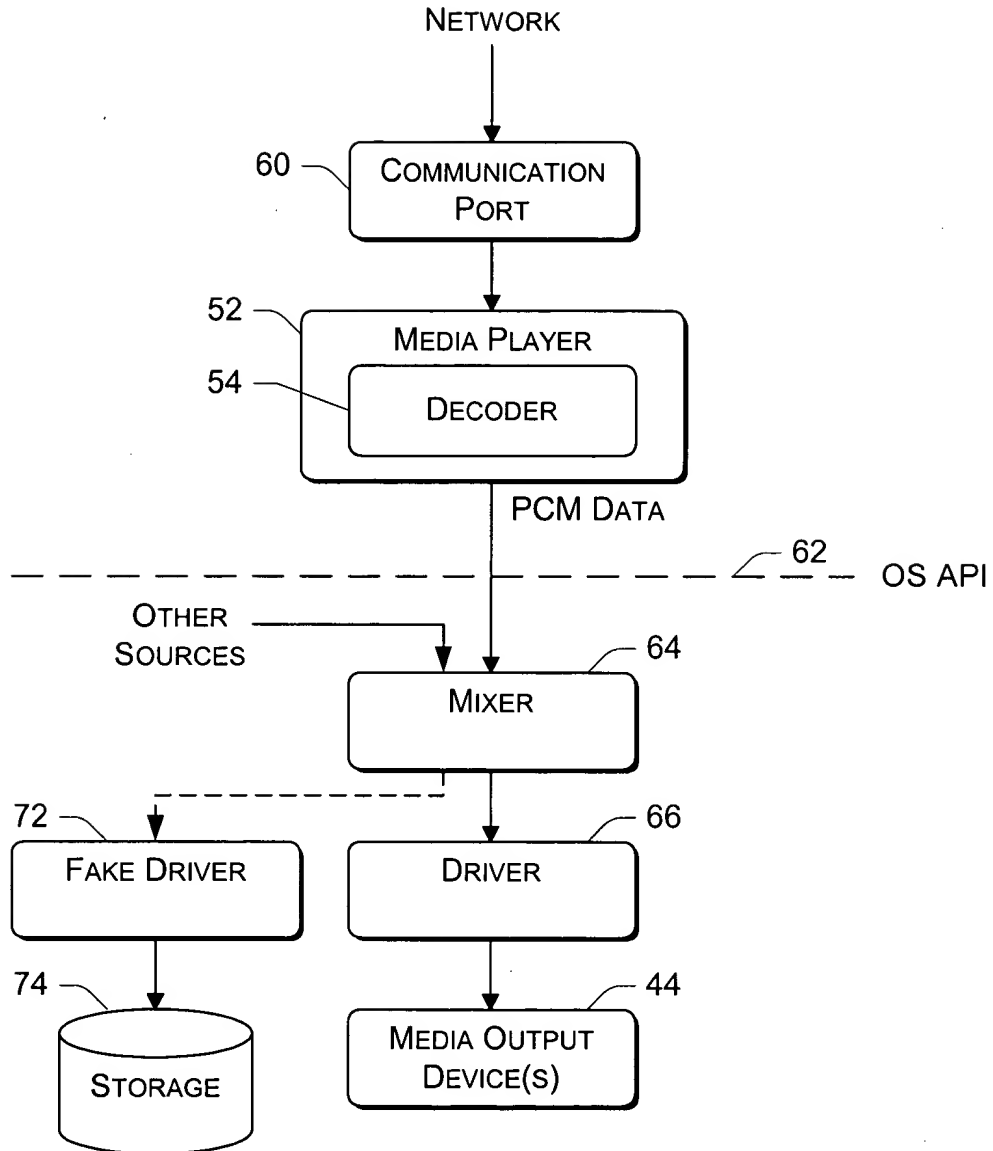 NETWORK
60
COMMUNICATION
PORT
52
MEDIA PLAYER
54
DECODER
PCM DATA
62
OS API
OTHER
SOURCES
64
MIXER
72
66
FAKE DRIVER
DRIVER
74
44
STORAGE
MEDIA OUTPUT
DEVICE(S)